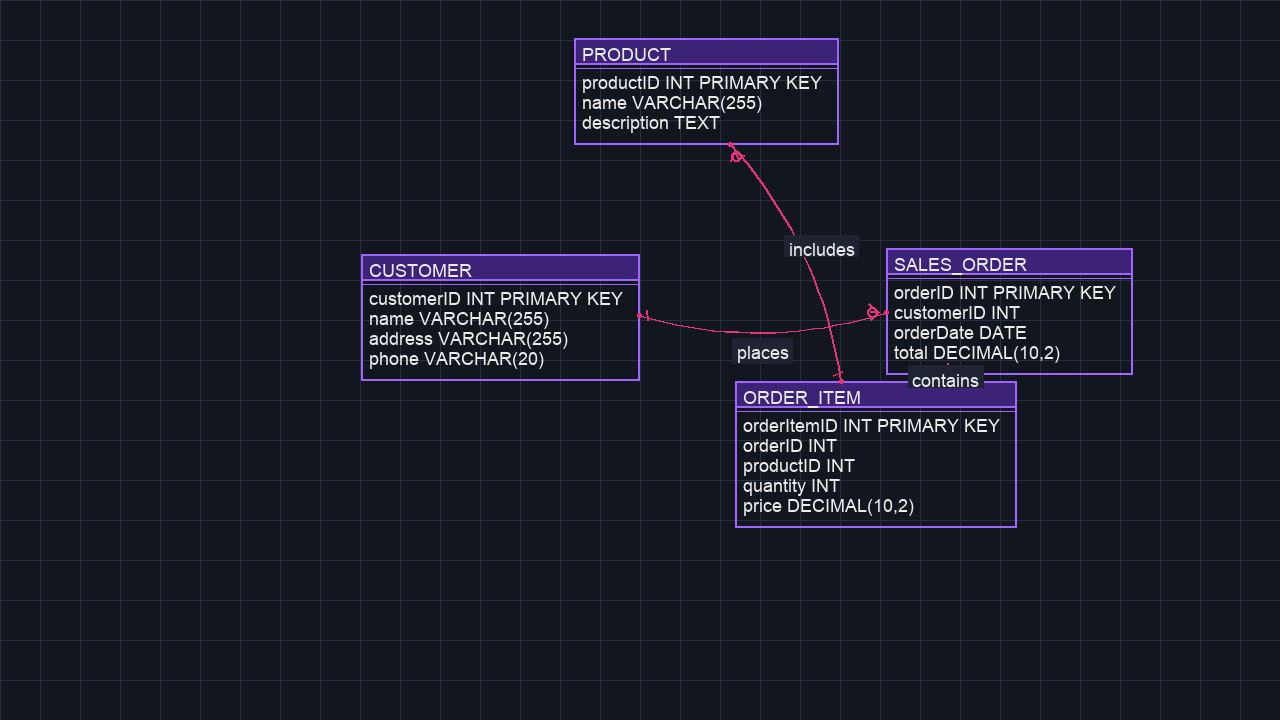 PRODUCT
productID INT PRIMARY KEY
name VARCHAR(255)
description TEXT
includes
CUSTOMER
customerID INT PRIMARY KEY
name VARCHAR(255)
address VARCHAR(255)
phone VARCHAR(20)
places
SALES_ORDER
orderID INT PRIMARY KEY
customerID INT
orderDate DATE
total DECIMAL(10,2)
contains
ORDER_ITEM
orderItemID INT PRIMARY KEY
orderID INT
productID INT
quantity INT
price DECIMAL(10,2)